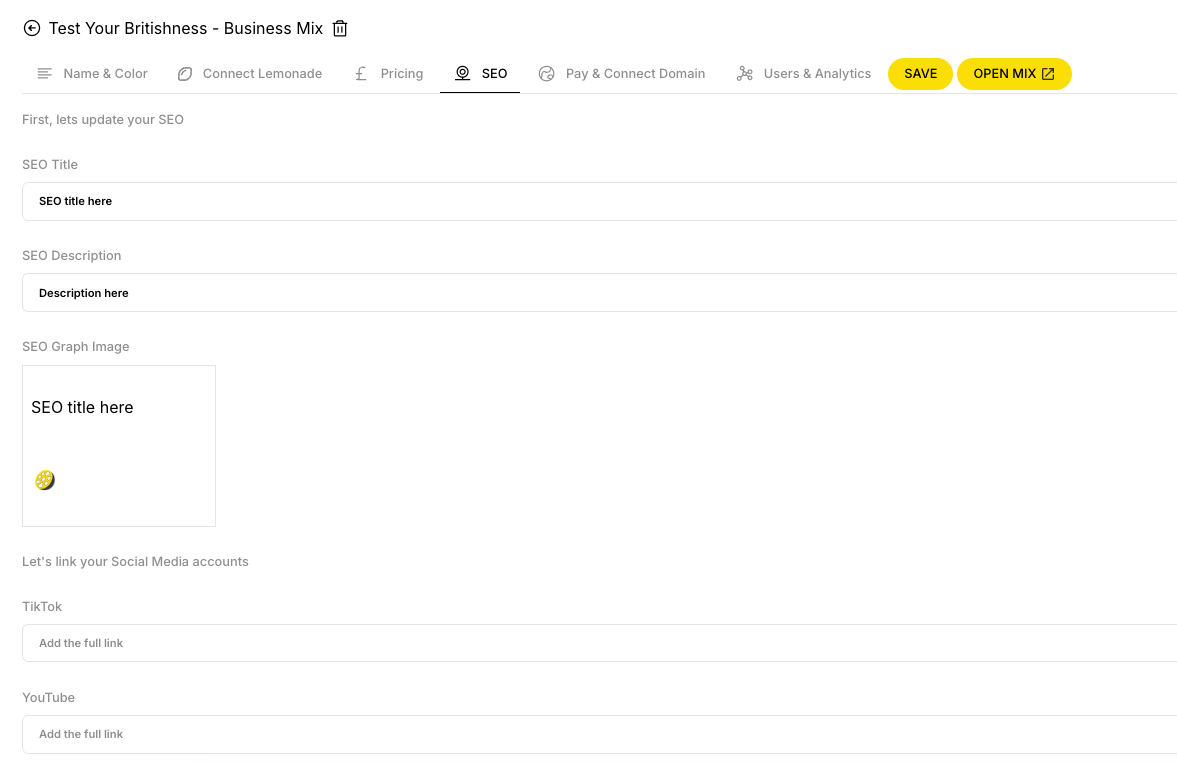 Test Your Britishness - Business Mix
Name & Color Connect Lemonade Pricing SEO Pay & Connect Domain Users & Analytics SAVE OPEN MIX
First, lets update your SEO
SEO Title
SEO title here
SEO Description
Description here
SEO Graph Image
SEO title here
Let's link your Social Media accounts
TikTok
Add the full link
YouTube
Add the full link